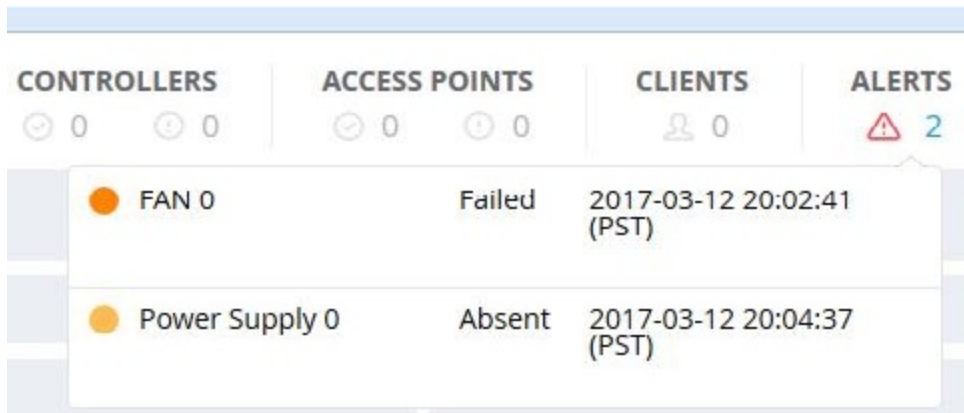 CONTROLLERS ACCESS POINTS CLIENTS ALERTS
0 0 0 0 0 2
FAN 0 Failed 2017-03-12 20:02:41
(PST)
Power Supply 0 Absent 2017-03-12 20:04:37
(PST)